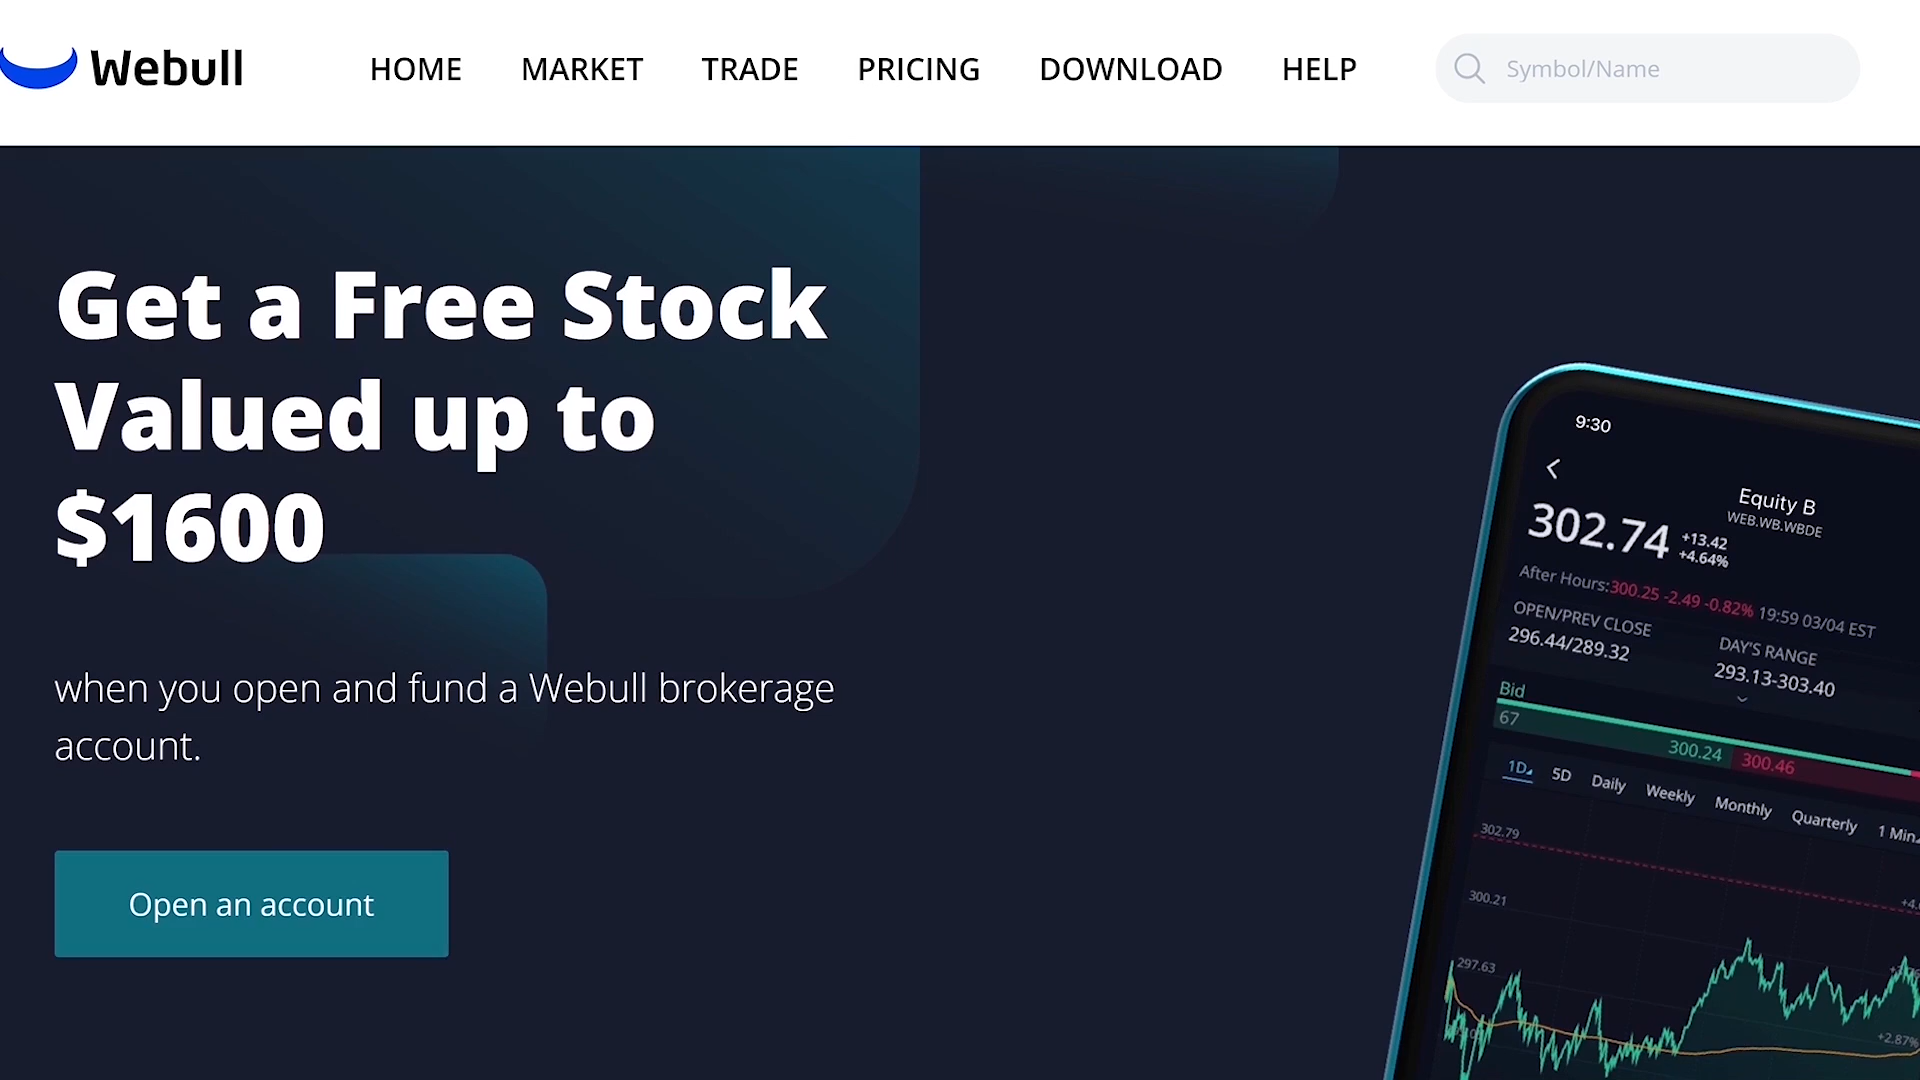 Webull
HOME
MARKET
TRADE
PRICING
DOWNLOAD
HELP
Symbol/Name
Get a Free Stock
Valued up to
$1600
when you open and fund a Webull brokerage
account.
Open an account
9:30
Equity B
WEB.WB.WBDE
302.74
+13.42
+4.64%
After Hours:300.25 -2.49 -0.82% 19:59 03/04 EST
OPEN/PREV CLOSE
296.44/289.32
DAY'S RANGE
293.13-303.40
Bid
67
300.24
300.46
1D
5D
Daily
Weekly
Monthly
Quarterly
1 Min
302.79
300.21
297.63
+2.87%